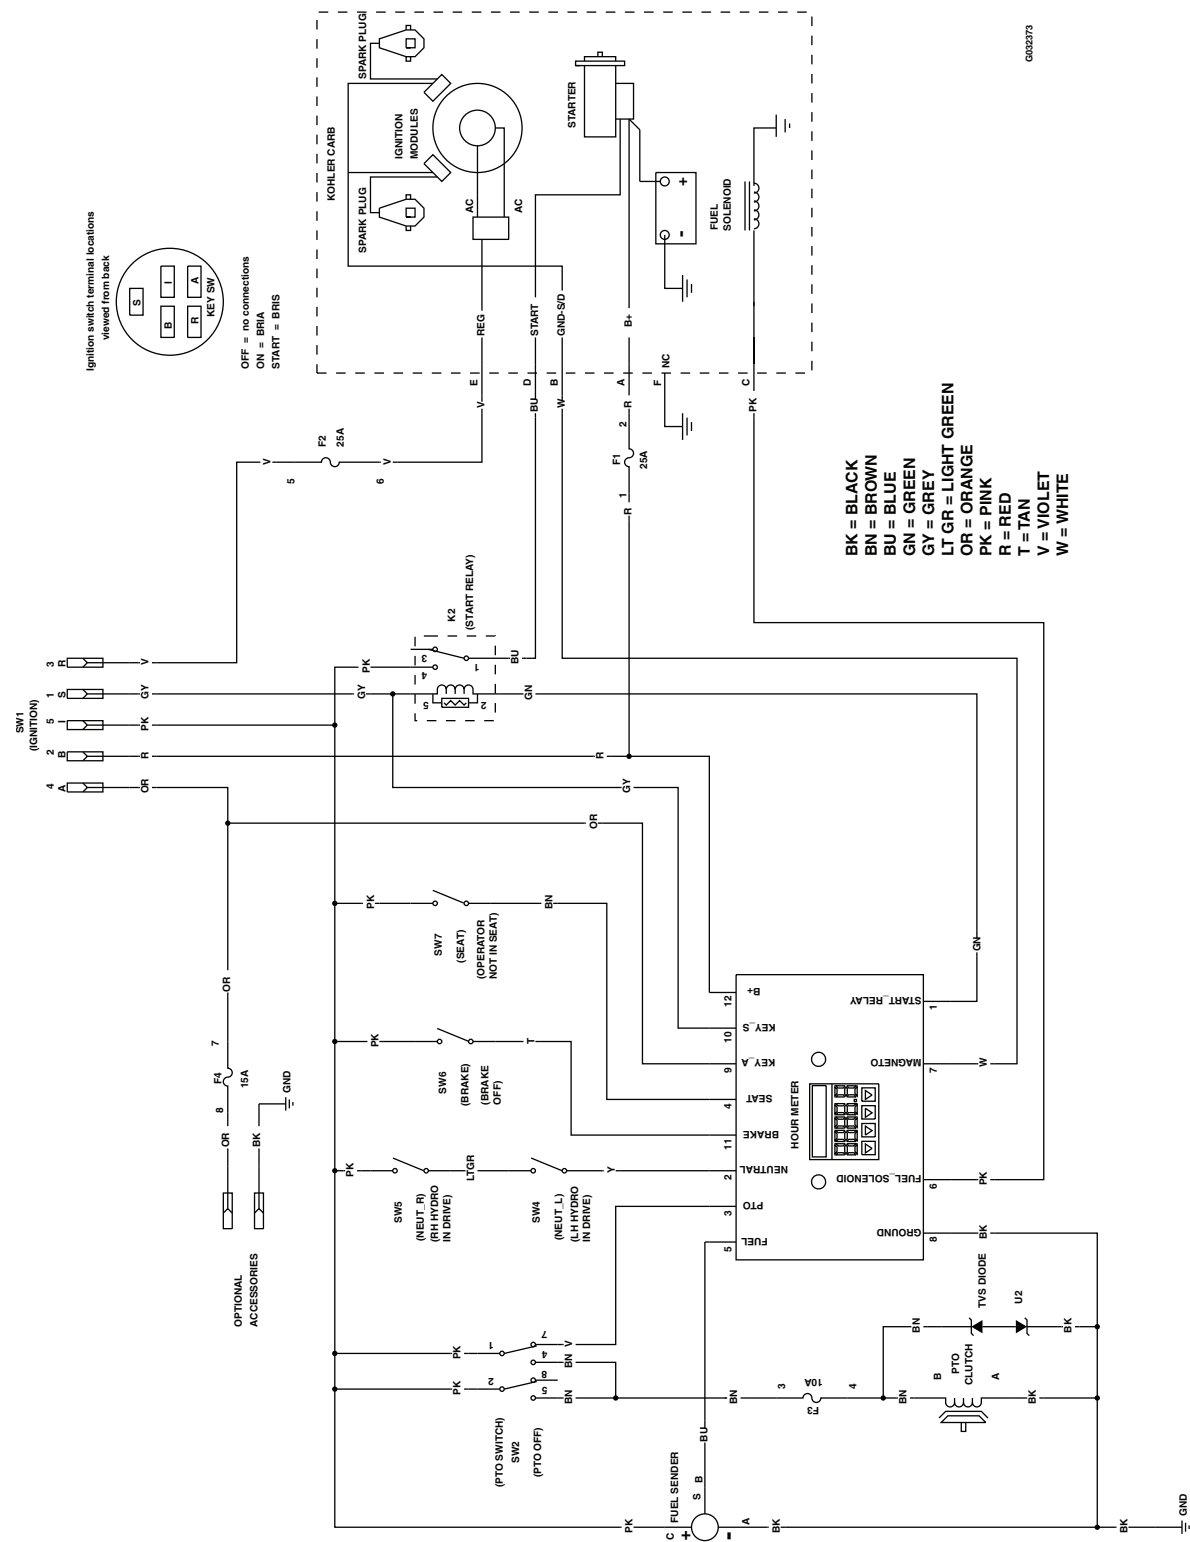 G032373
SPARK PLUG
KOHLER CARB
IGNITION
MODULES
SPARK PLUG
AC
AC
STARTER
+
-
FUEL
SOLENOID
REG
START
GND-S/D
B+
NC
E
D
B
A
F
C
Ignition switch terminal locations
viewed from back
S
B
I
R
A
KEY SW
OFF = no connections
ON = BRIA
START = BRIS
V
BU
W
R
PK
F2
25A
V
5
V
6
2
F1
25A
1
R
BK = BLACK
BN = BROWN
BU = BLUE
GN = GREEN
GY = GREY
LT GR = LIGHT GREEN
OR = ORANGE
PK = PINK
R = RED
T = TAN
V = VIOLET
W = WHITE
SW1
(IGNITION)
3
R
V
1
S
GY
5
I
PK
2
B
R
4
A
OR
K2
(START RELAY)
PK
3
4
1
BU
GY
5
2
GN
R
GY
OR
PK
SW7
(SEAT)
(OPERATOR
NOT IN SEAT)
BN
GN
OR
7
F4
15A
8
OR
BK
GND
OPTIONAL
ACCESSORIES
PK
SW6
(BRAKE)
(BRAKE
OFF)
T
PK
SW5
(NEUT_R)
(RH HYDRO
IN DRIVE)
LTGR
SW4
(NEUT_L)
(LH HYDRO
IN DRIVE)
Y
12
B+
10
KEY_S
9
KEY_A
4
SEAT
11
BRAKE
2
NEUTRAL
3
PTO
5
FUEL
HOUR METER
START_RELAY
1
MAGNETO
7
W
FUEL_SOLENOID
6
PK
GROUND
8
BK
PK
1
7
V
4
BN
PK
2
8
5
BN
(PTO SWITCH)
SW2
(PTO OFF)
BN
3
F3
10A
4
BN
BN
TVS DIODE
U2
BK
B
PTO
CLUTCH
A
BK
BU
FUEL SENDER
S
B
PK
C
+
-
A
BK
BK
GND